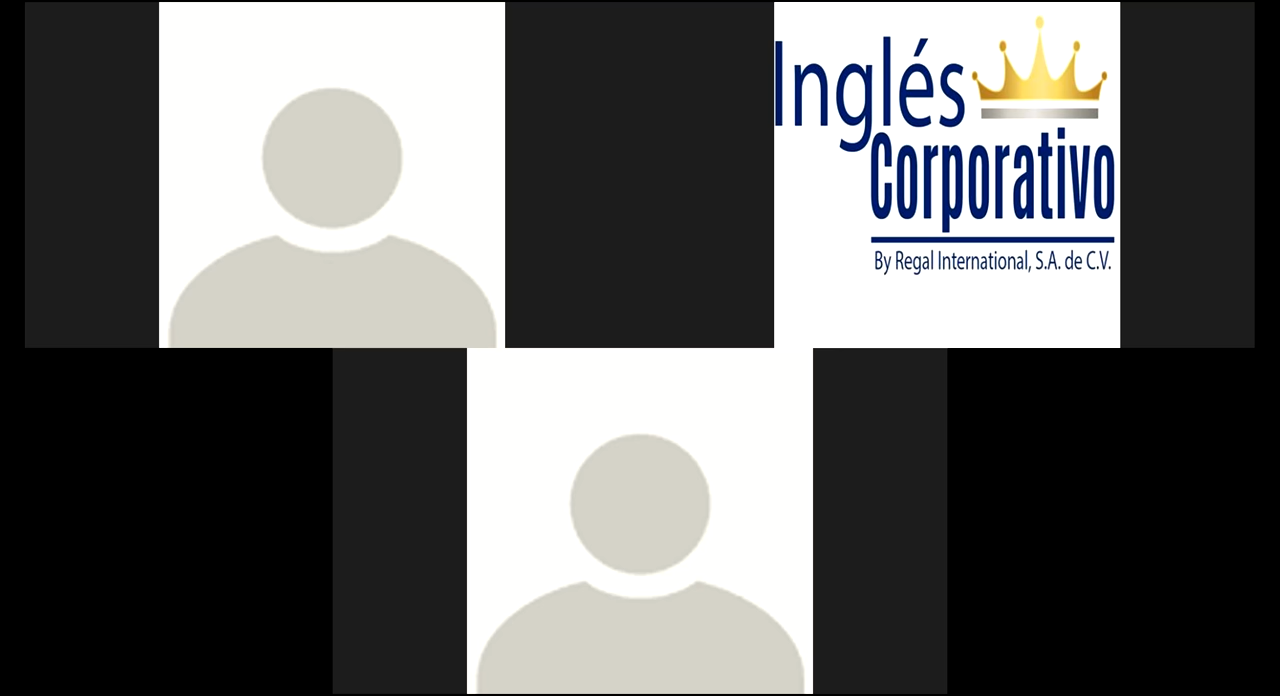 Inglés
Corporativo
By Regal International, S.A. de C.V.